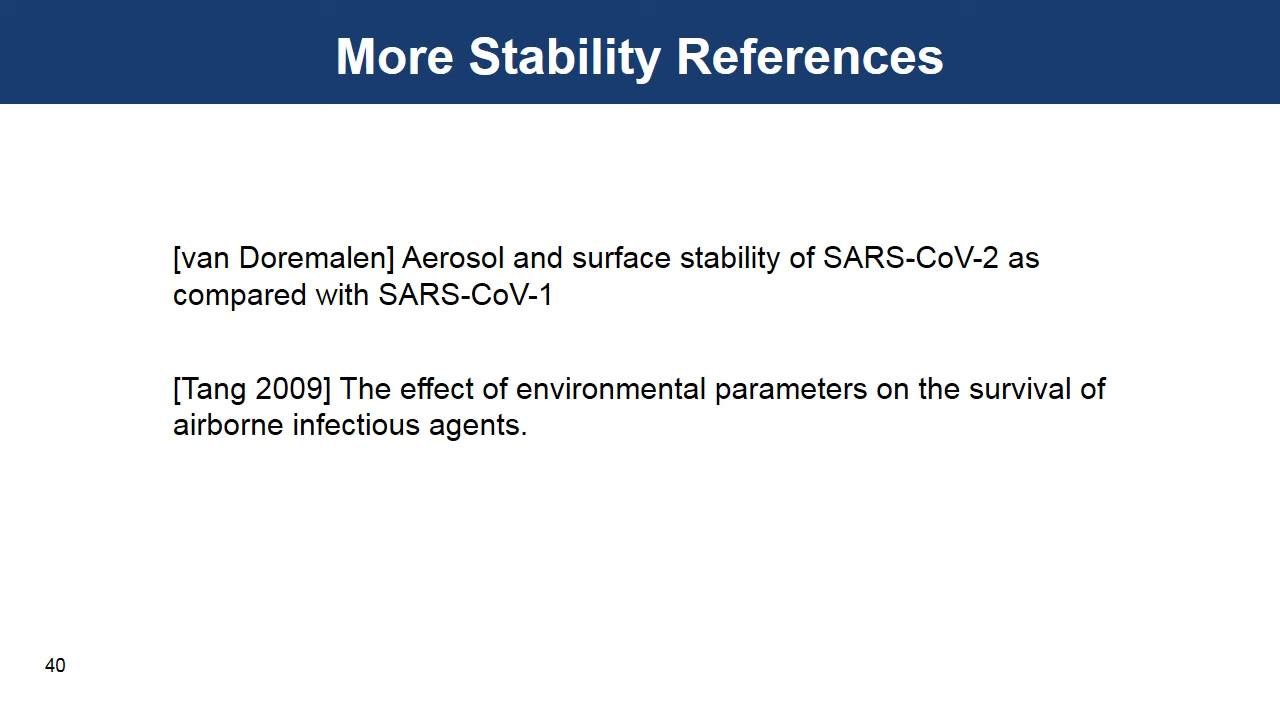 More Stability References
[van Doremalen] Aerosol and surface stability of SARS-CoV-2 as
compared with SARS-CoV-1
[Tang 2009] The effect of environmental parameters on the survival of
airborne infectious agents.
40